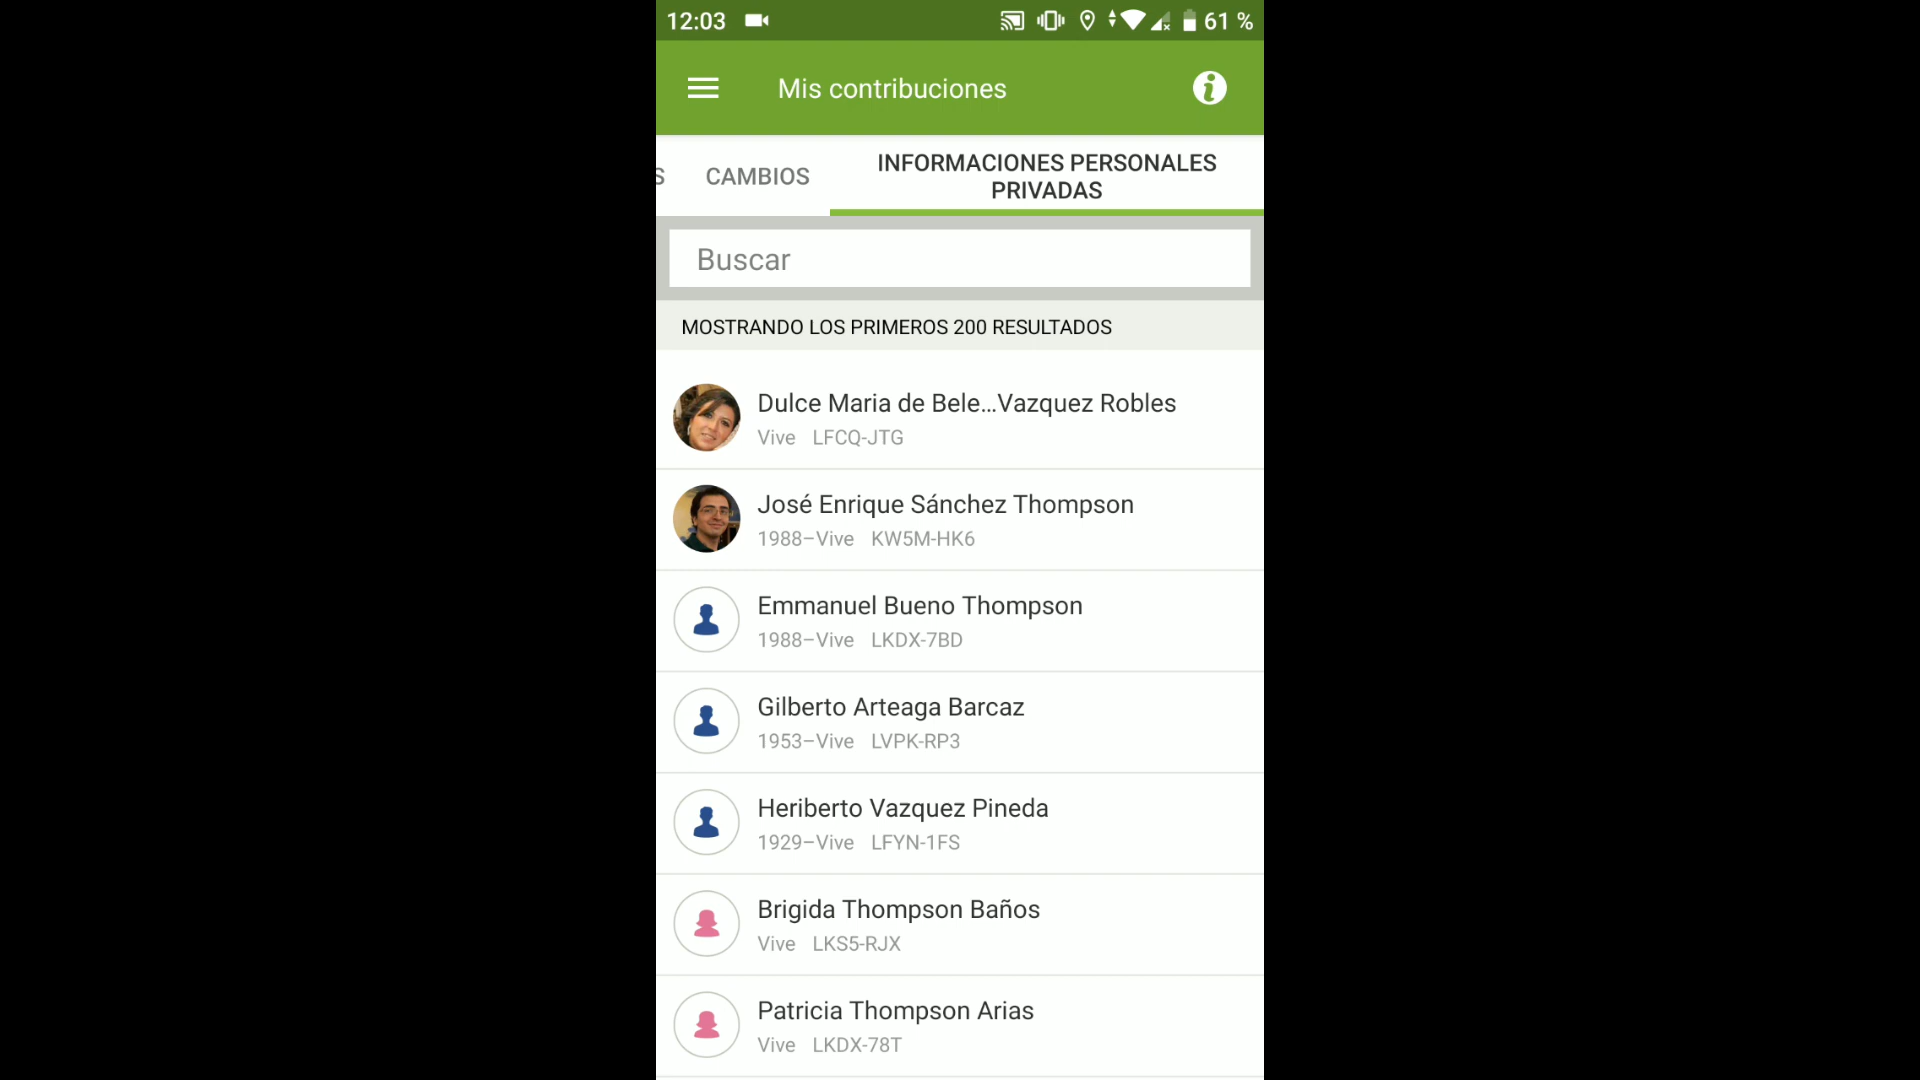 12:03
61 %
Mis contribuciones
S
CAMBIOS
INFORMACIONES PERSONALES
PRIVADAS
Buscar
MOSTRANDO LOS PRIMEROS 200 RESULTADOS
Dulce Maria de Bele...Vazquez Robles
Vive LFCQ-JTG
José Enrique Sánchez Thompson
1988–Vive KW5M-HK6
Emmanuel Bueno Thompson
1988–Vive LKDX-7BD
Gilberto Arteaga Barcaz
1953–Vive LVPK-RP3
Heriberto Vazquez Pineda
1929–Vive LFYN-1FS
Brigida Thompson Baños
Vive LKS5-RJX
Patricia Thompson Arias
Vive LKDX-78T